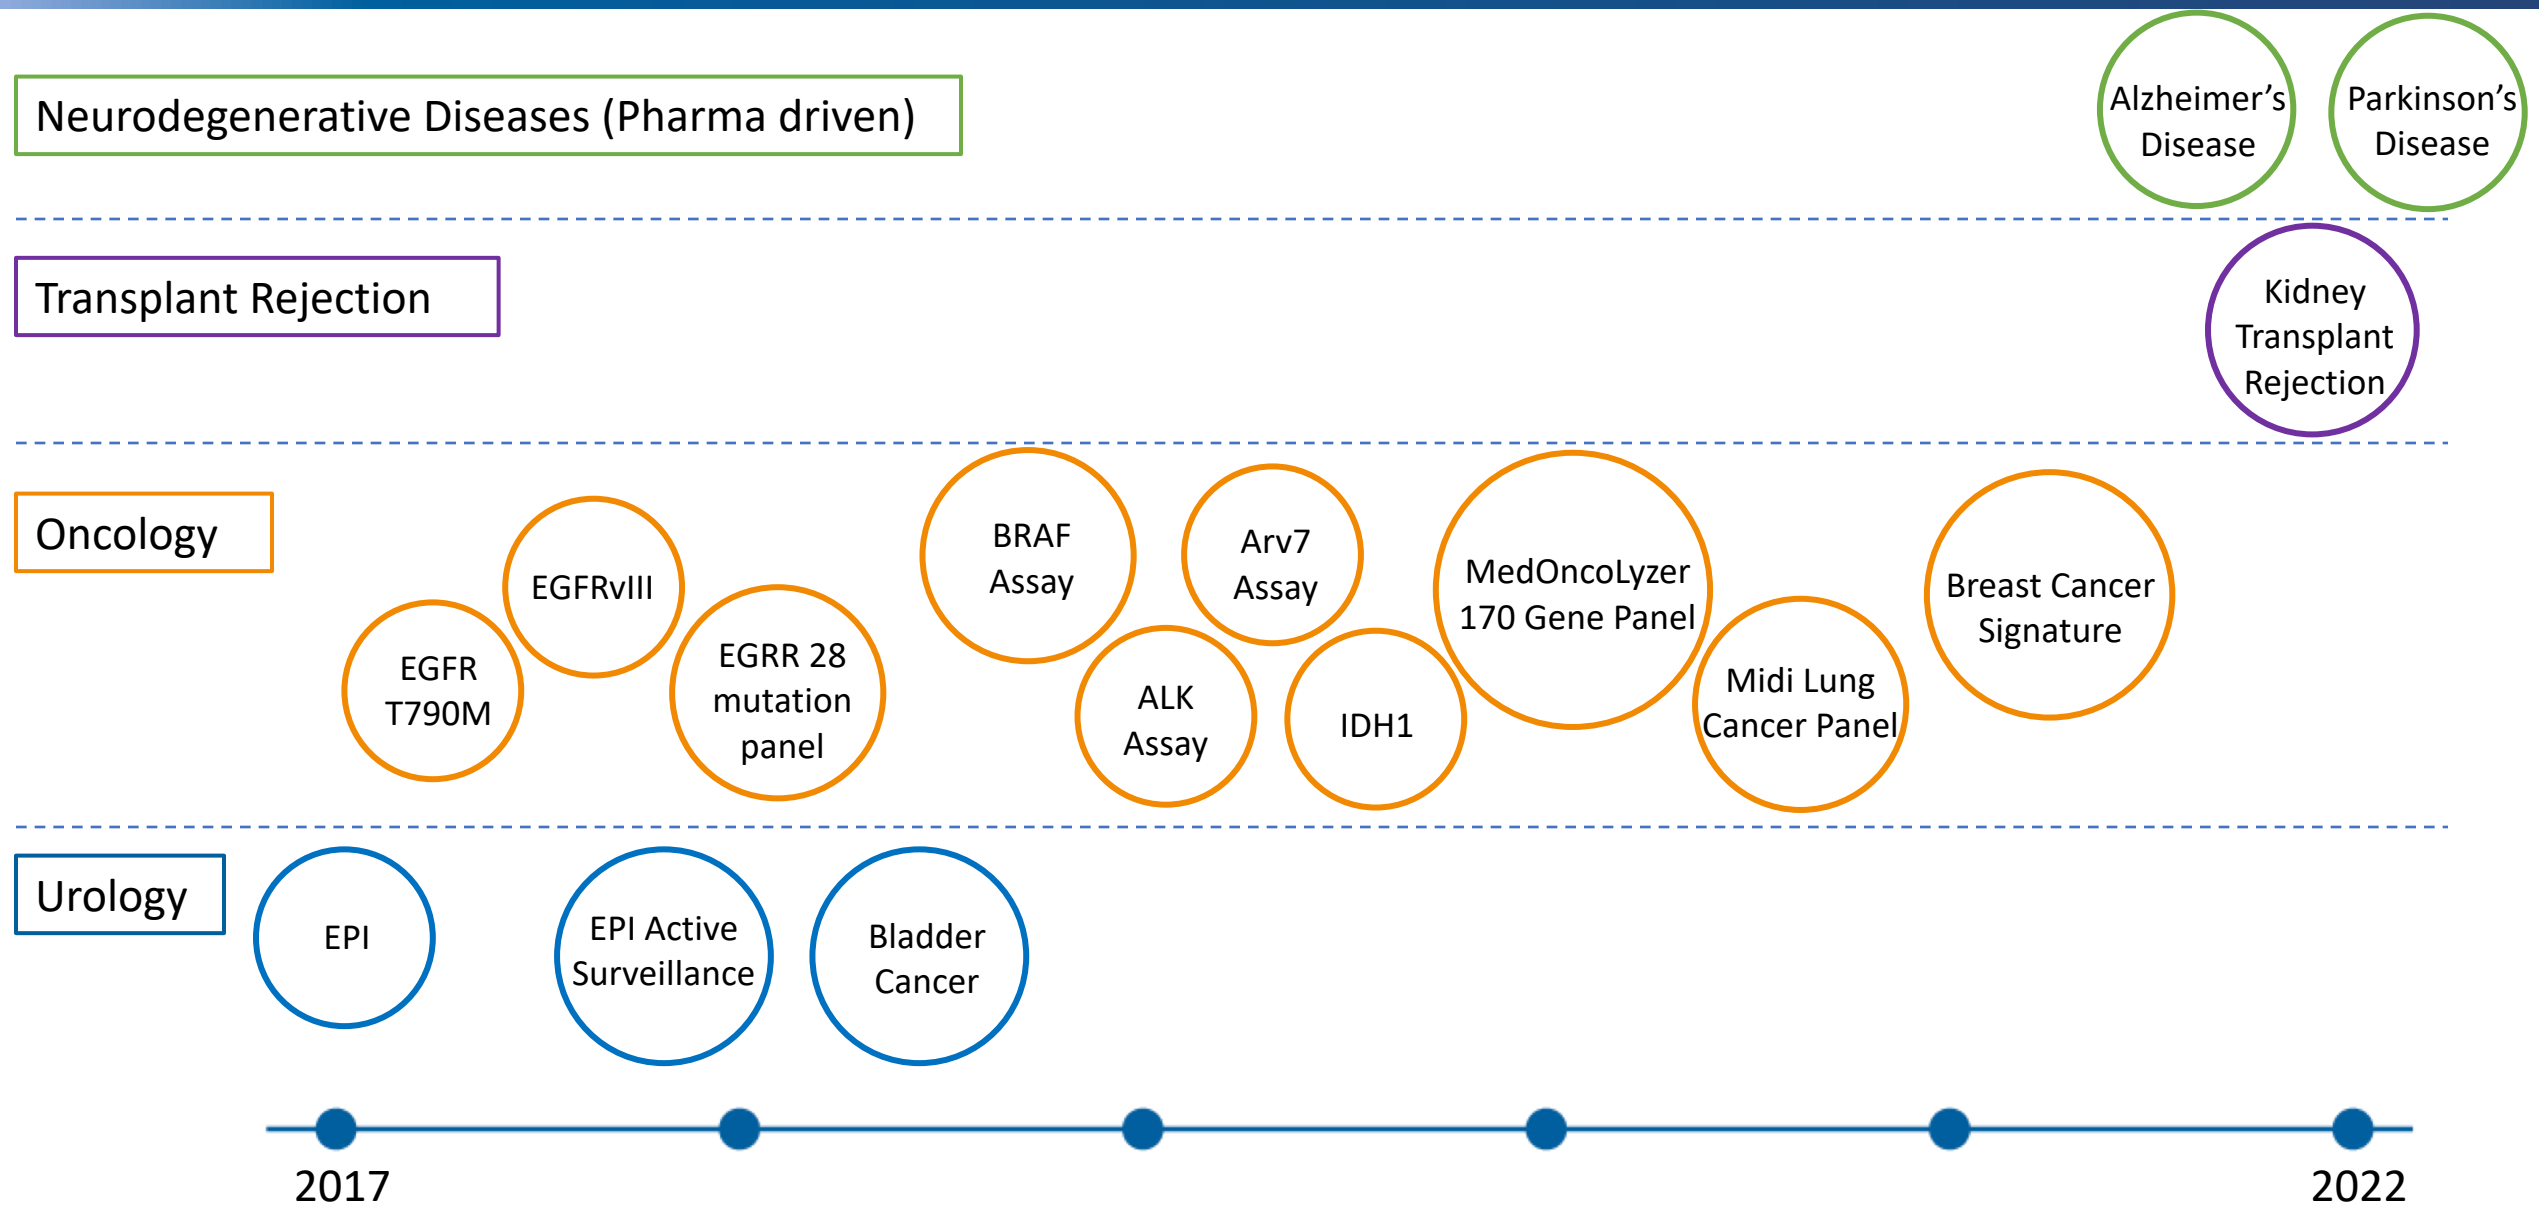 Neurodegenerative Diseases (Pharma driven)
Alzheimer's
Disease
Parkinson's
Disease
Transplant Rejection
Kidney
Transplant
Rejection
Oncology
EGFR
T790M
EGFRvIII
EGRR 28
mutation
panel
BRAF
Assay
ALK
Assay
Arv7
Assay
IDH1
MedOncoLyzer
170 Gene Panel
Midi Lung
Cancer Panel
Breast Cancer
Signature
Urology
EPI
EPI Active
Surveillance
Bladder
Cancer
2017
2022